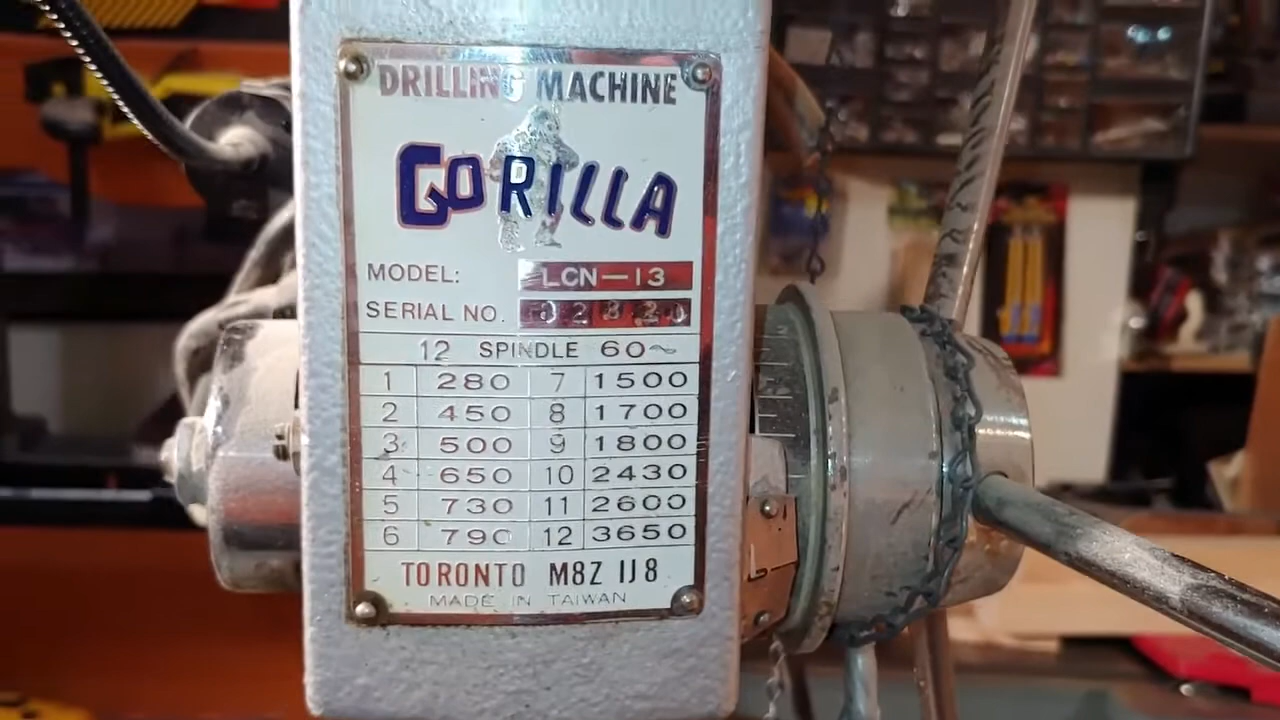 DRILLING MACHINE
GORILLA
MODEL: LCN-13
SERIAL NO. 02820
12 SPINDLE 60~
1 280 7 1500
2 450 8 1700
3 500 9 1800
4 650 10 2430
5 730 11 2600
6 790 12 3650
TORONTO M8Z 1J8
MADE IN TAIWAN